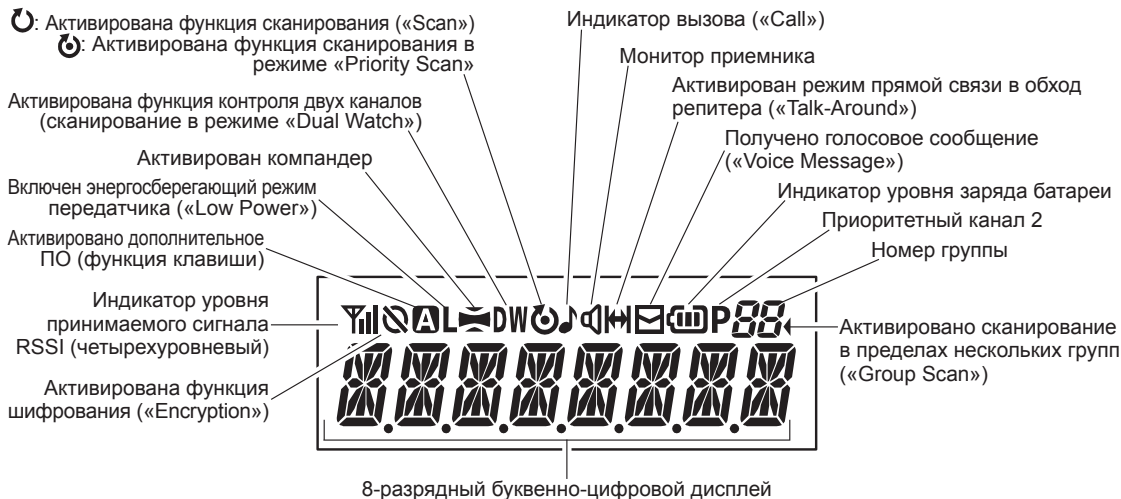 : Активирована функция сканирования («Scan»)
: Активирована функция сканирования в
режиме «Priority Scan»
Активирована функция контроля двух каналов
(сканирование в режиме «Dual Watch»)
Активирован компандер
Включен энергосберегающий режим
передатчика («Low Power»)
Активировано дополнительное
ПО (функция клавиши)
Индикатор уровня
принимаемого сигнала
RSSI (четырехуровневый)
Активирована функция
шифрования («Encryption»)
Индикатор вызова («Call»)
Монитор приемника
Активирован режим прямой связи в обход
репитера («Talk-Around»)
Получено голосовое сообщение
(«Voice Message»)
Индикатор уровня заряда батареи
Приоритетный канал 2
Номер группы
Активировано сканирование
в пределах нескольких групп
(«Group Scan»)
A L DW P 88
8-разрядный буквенно-цифровой дисплей